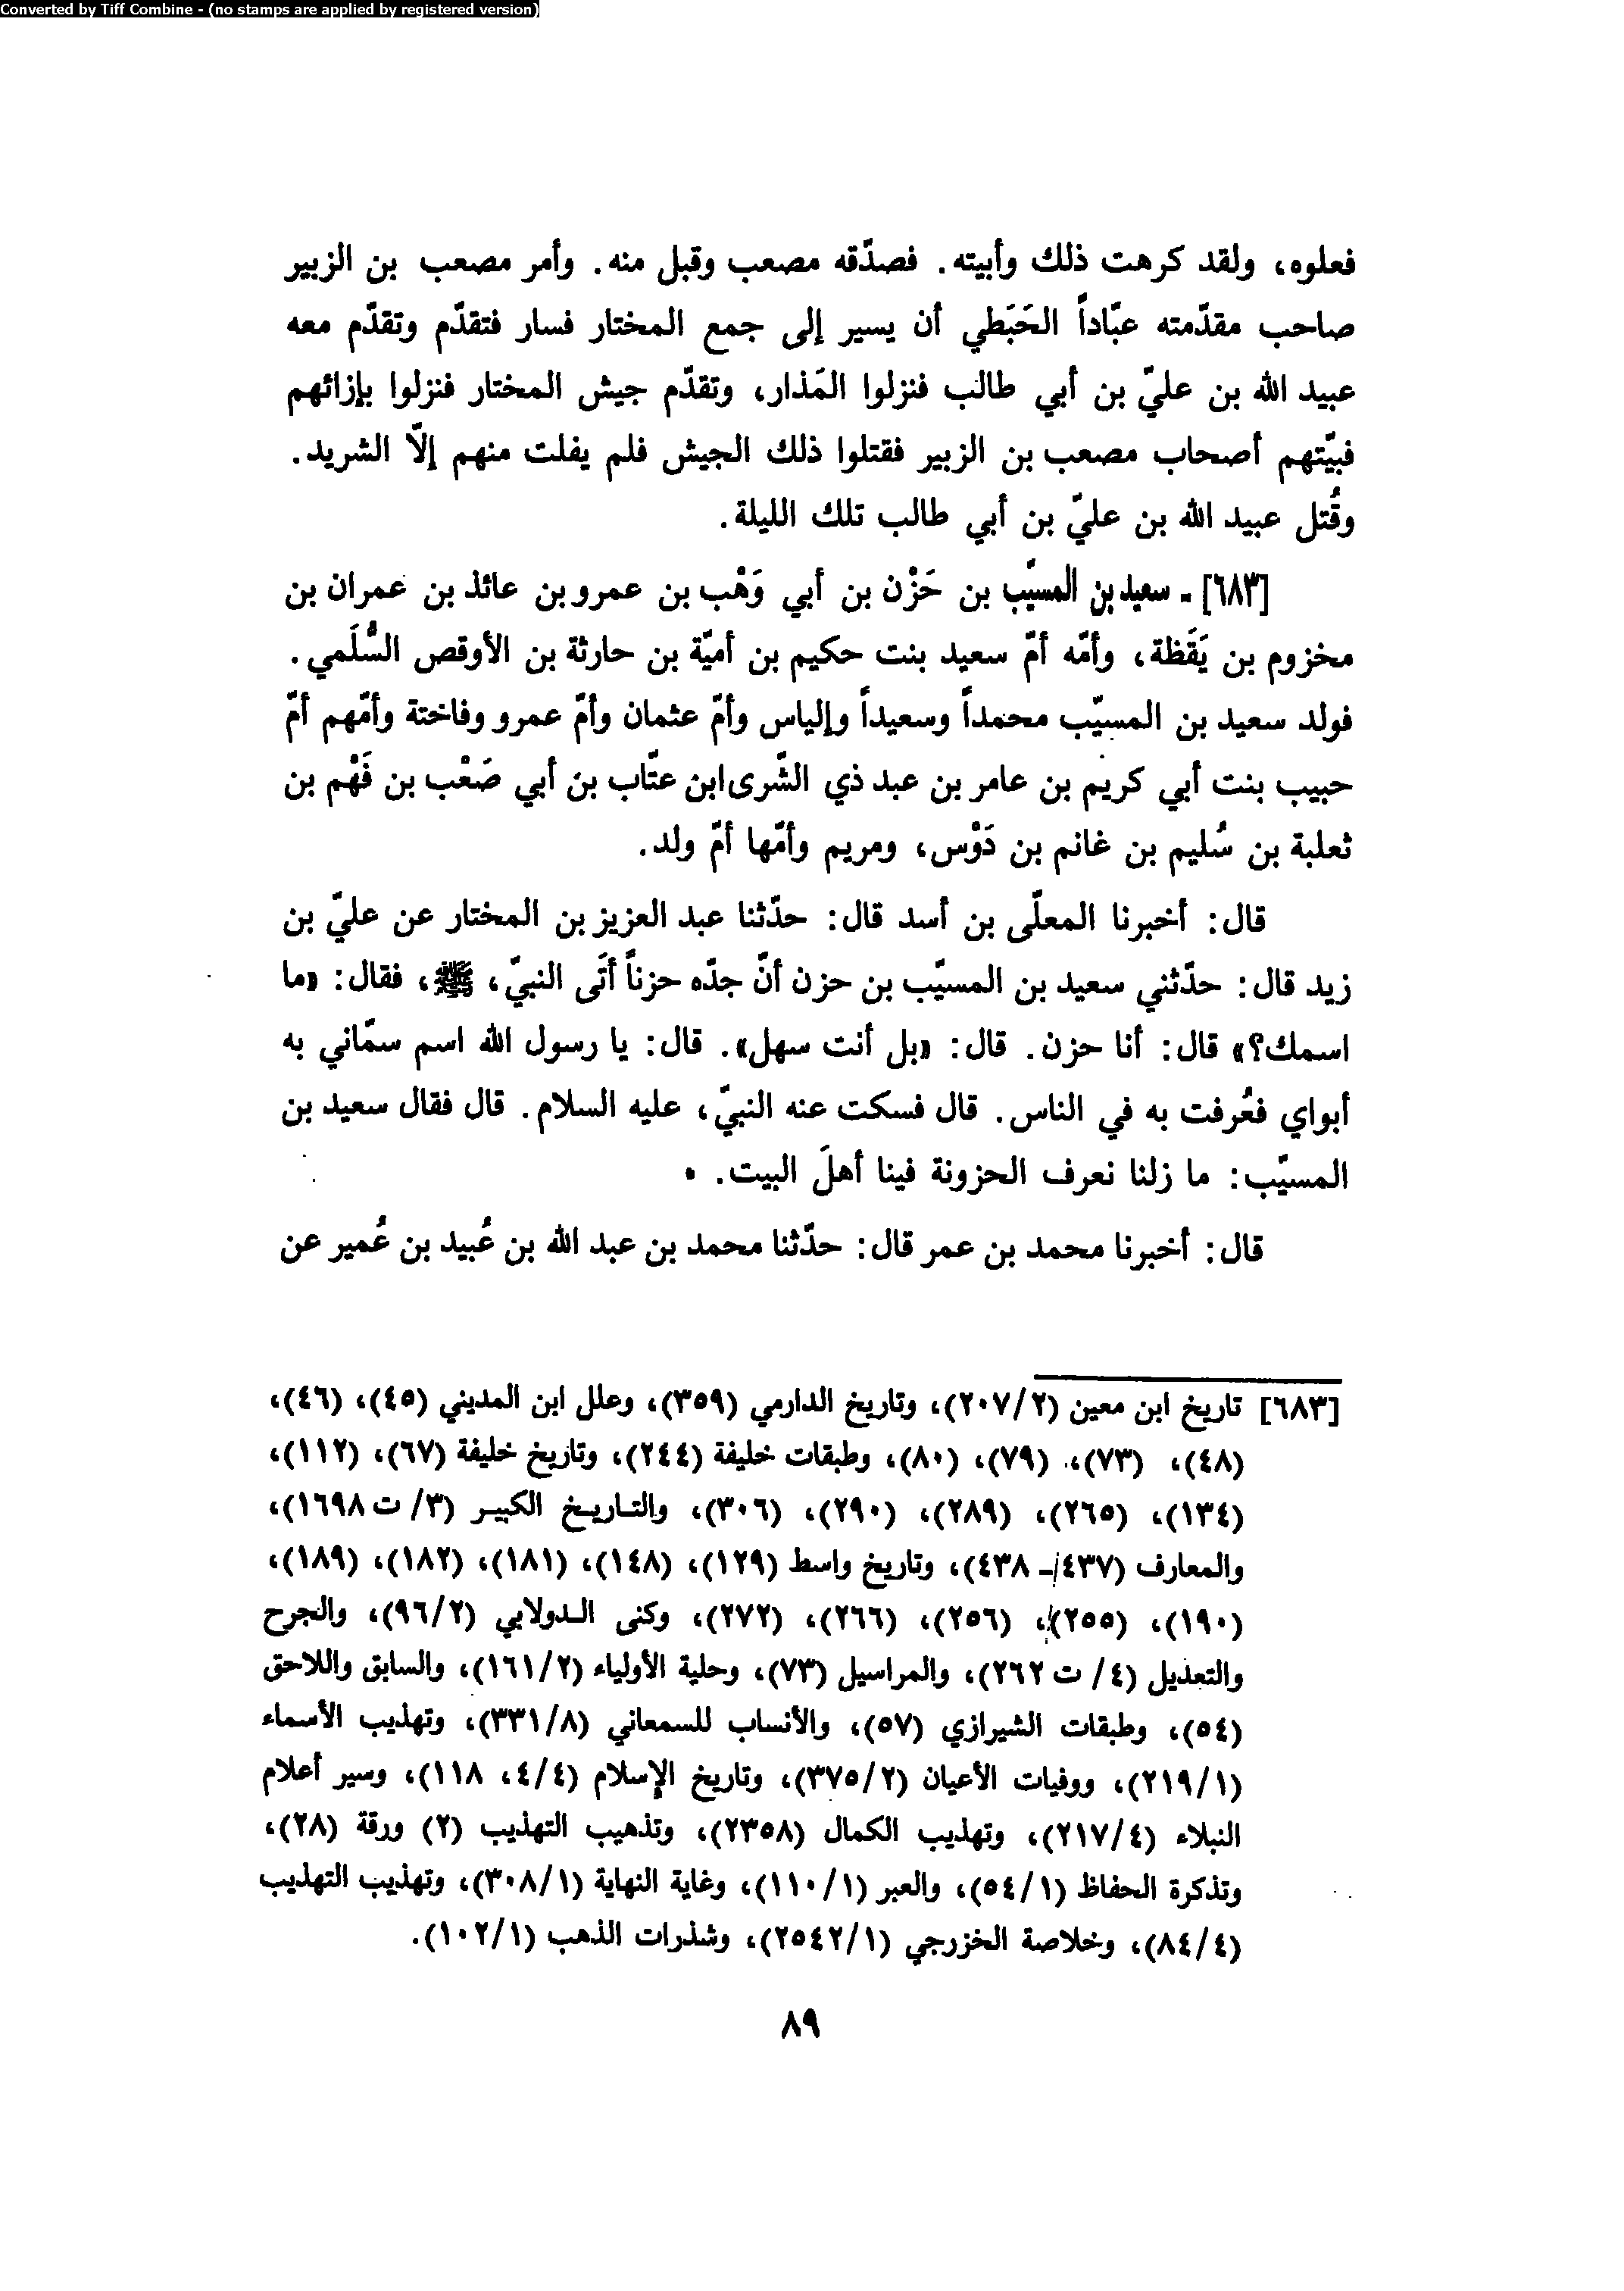 Converted by Tiff Combine - (no stamps are applied by registered version)
فعلوه، ولقد كرهت ذلك وأبيته. فصدّقه مصعب وقبل منه. وأمر مصعب بن الزبير
صاحب مقدّمته عبّاداً الحَبَطي أن يسير إلى جمع المختار فسار فتقدّم وتقدّم معه
عبيد الله بن عليّ بن أبي طالب فنزلوا المَذار، وتقدّم جيش المختار فنزلوا بإزائهم
فبيّتهم أصحاب مصعب بن الزبير فقتلوا ذلك الجيش فلم يفلت منهم إلّا الشريد.
وقُتل عبيد الله بن عليّ بن أبي طالب تلك الليلة.
[٦٨٣] - سعيد بن المسيّب بن حَزْن بن أبي وَهْب بن عمرو بن عائذ بن عمران بن
مخزوم بن يَقَظة، وأمّه أمّ سعيد بنت حكيم بن أميّة بن حارثة بن الأوقص السُّلَمي.
فولد سعيد بن المسيّب محمداً وسعيداً وإلياس وأمّ عثمان وأمّ عمرو وفاختة وأمّهم أمّ
حبيب بنت أبي كريم بن عامر بن عبد ذي الشّرى ابن عتّاب بن أبي صَعْب بن فَهْم بن
ثعلبة بن سُليم بن غانم بن دَوْس، ومريم وأمّها أمّ ولد.
قال: أخبرنا المعلّى بن أسد قال: حدّثنا عبد العزيز بن المختار عن عليّ بن
زيد قال: حدّثني سعيد بن المسيّب بن حزن أنّ جدّه حزناً أتَى النبيّ، ﷺ، فقال: «ما
اسمك؟» قال: أنا حزن. قال: «بل أنت سهل». قال: يا رسول الله اسم سمّاني به
أبواي فعُرفت به في الناس. قال فسكت عنه النبيّ، عليه السلام. قال فقال سعيد بن
المسيّب: ما زلنا نعرف الحزونة فينا أهلَ البيت.
قال: أخبرنا محمد بن عمر قال: حدّثنا محمد بن عبد الله بن عُبيد بن عُمير عن
[٦٨٣] تاريخ ابن معين (٢٠٧/٢)، وتاريخ الدارمي (٣٥٩)، وعلل ابن المديني (٤٥)، (٤٦)،
(٤٨)، (٧٣)، (٧٩)، (٨٠)، وطبقات خليفة (٢٤٤)، وتاريخ خليفة (٦٧)، (١١٢)،
(١٣٤)، (٢٦٥)، (٢٨٩)، (٢٩٠)، (٣٠٦)، والتاريخ الكبير (٣/ ت ١٦٩٨)،
والمعارف (٤٣٧ - ٤٣٨)، وتاريخ واسط (١٢٩)، (١٤٨)، (١٨١)، (١٨٢)، (١٨٩)،
(١٩٠)، (٢٥٥)، (٢٥٦)، (٢٦٦)، (٢٧٢)، وكنى الدولابي (٩٦/٢)، والجرح
والتعديل (٤/ ت ٢٦٢)، والمراسيل (٧٣)، وحلية الأولياء (١٦١/٢)، والسابق واللاحق
(٥٤)، وطبقات الشيرازي (٥٧)، والأنساب للسمعاني (٣٣١/٨)، وتهذيب الأسماء
(٢١٩/١)، ووفيات الأعيان (٣٧٥/٢)، وتاريخ الإسلام (٤/٤، ١١٨)، وسير أعلام
النبلاء (٢١٧/٤)، وتهذيب الكمال (٢٣٥٨)، وتذهيب التهذيب (٢) ورقة (٢٨)،
وتذكرة الحفاظ (٥٤/١)، والعبر (١١٠/١)، وغاية النهاية (٣٠٨/١)، وتهذيب التهذيب
(٨٤/٤)، وخلاصة الخزرجي (٢٥٤٢/١)، وشذرات الذهب (١٠٢/١).
٨٩